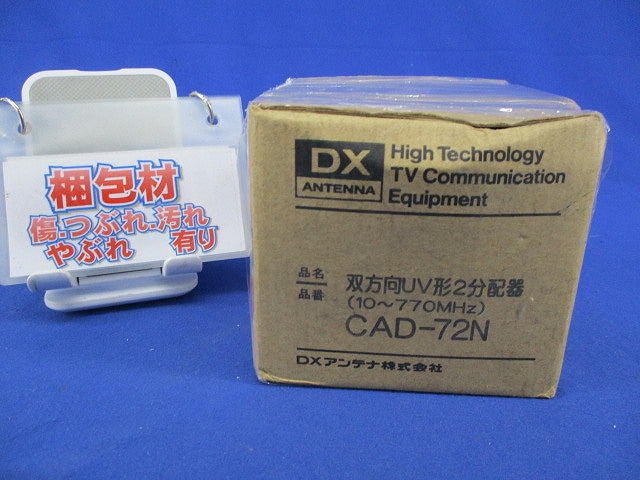 梱包材
傷.つぶれ.汚れ
やぶれ 有り
DX
ANTENNA
High Technology
TV Communication
Equipment
品名
品番
双方向UV形2分配器
(10～770MHz)
CAD-72N
DXアンテナ株式会社